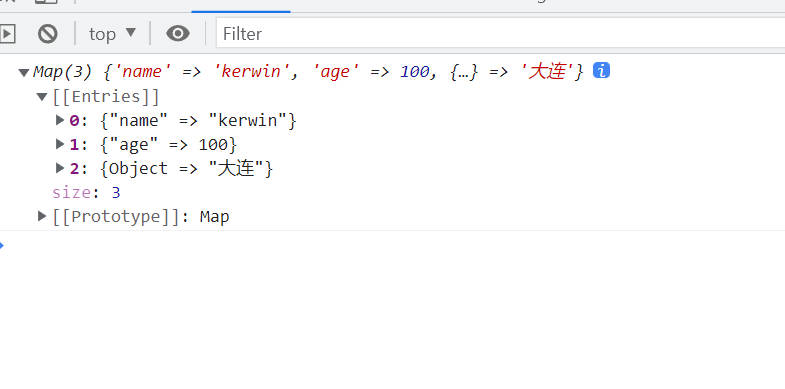 top ▼ Filter
▼Map(3) {'name' => 'kerwin', 'age' => 100, {…} => '大连'} i
▼[[Entries]]
▶0: {"name" => "kerwin"}
▶1: {"age" => 100}
▶2: {Object => "大连"}
size: 3
▶[[Prototype]]: Map